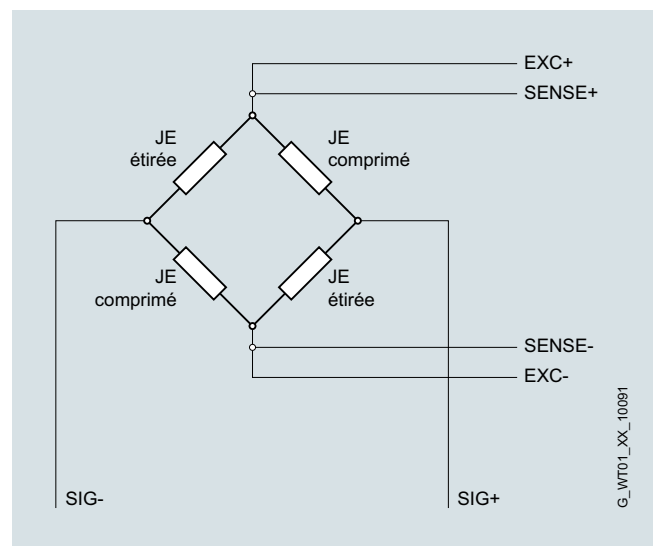 EXC+
SENSE+
JE
étirée
JE
comprimé
JE
comprimé
JE
étirée
SENSE-
EXC-
SIG-
SIG+
G_WT01_XX_10091